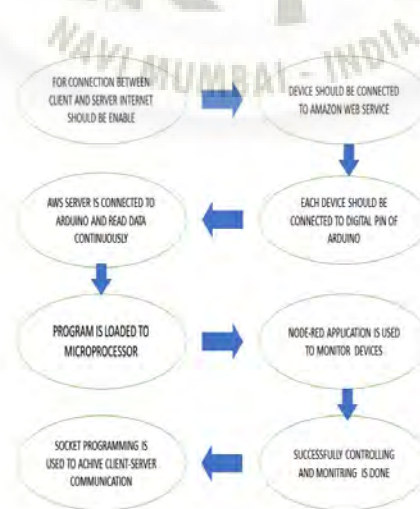 NAVI MUMBAI - INDIA
FOR CONNECTION BETWEEN
CLIENT AND SERVER INTERNET
SHOULD BE ENABLE
DEVICE SHOULD BE CONNECTED
TO AMAZON WEB SERVICE
EACH DEVICE SHOULD BE
CONNECTED TO DIGITAL PIN OF
ARDUINO
AWS SERVER IS CONNECTED TO
ARDUINO AND READ DATA
CONTINUOUSLY
PROGRAM IS LOADED TO
MICROPROCESSOR
NODE-RED APPLICATION IS USED
TO MONITOR DEVICES
SUCCESSFULLY CONTROLLING
AND MONITRING IS DONE
SOCKET PROGRAMMING IS
USED TO ACHIVE CLIENT-SERVER
COMMUNICATION